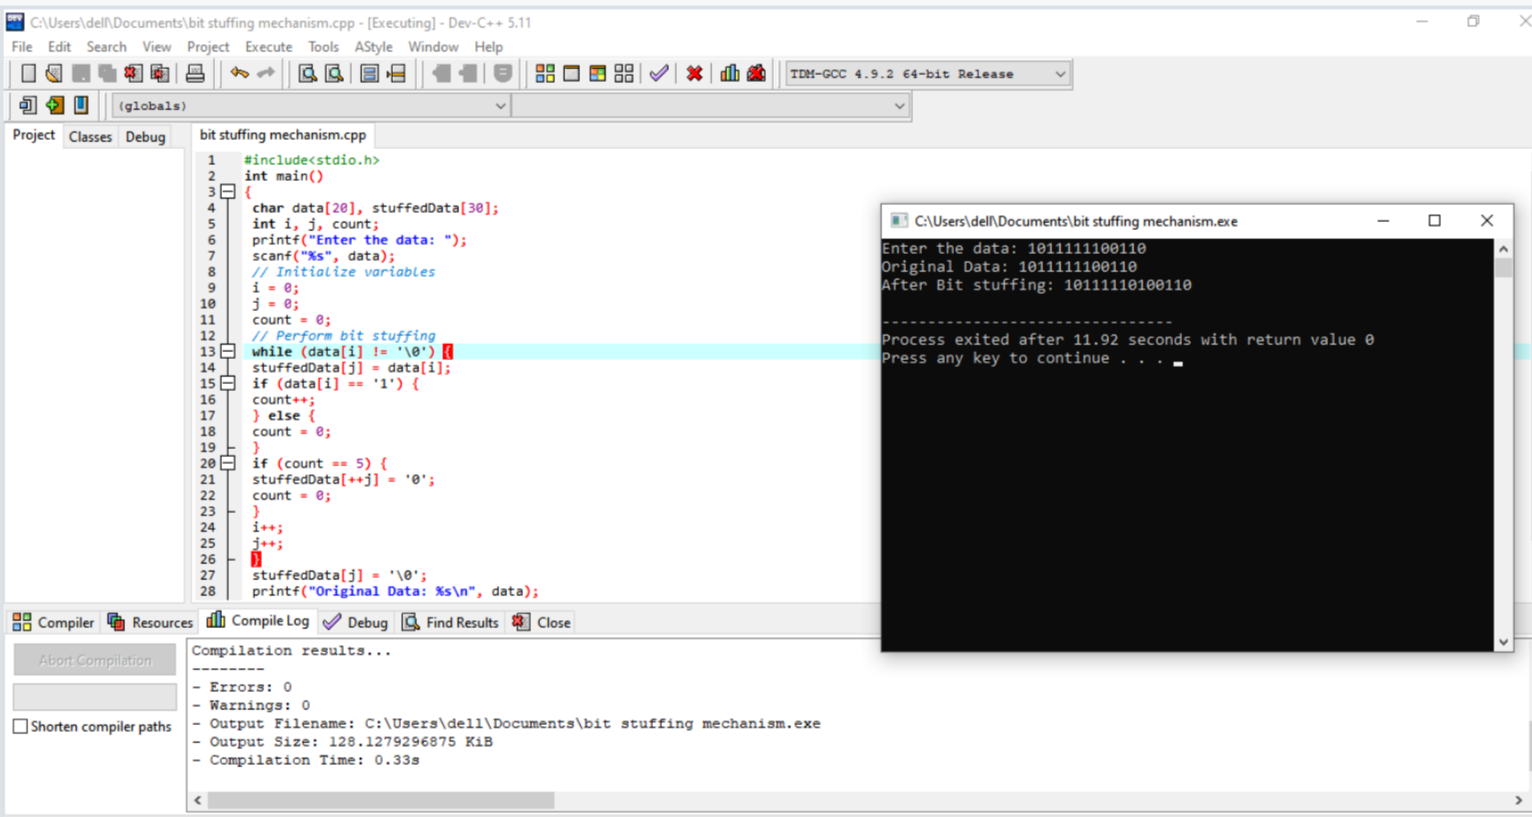 C:\Users\dell\Documents\bit stuffing mechanism.cpp - [Executing] - Dev-C++ 5.11
File Edit Search View Project Execute Tools AStyle Window Help
TDM-GCC 4.9.2 64-bit Release
(globals)
Project Classes Debug
bit stuffing mechanism.cpp
1 #include<stdio.h>
2 int main()
3 {
4 char data[20], stuffedData[30];
5 int i, j, count;
6 printf("Enter the data: ");
7 scanf("%s", data);
8 // Initialize variables
9 i = 0;
10 j = 0;
11 count = 0;
12 // Perform bit stuffing
13 while (data[i] != '\0') {
14 stuffedData[j] = data[i];
15 if (data[i] == '1') {
16 count++;
17 } else {
18 count = 0;
19 }
20 if (count == 5) {
21 stuffedData[++j] = '0';
22 count = 0;
23 }
24 i++;
25 j++;
26 }
27 stuffedData[j] = '\0';
28 printf("Original Data: %s\n", data);
C:\Users\dell\Documents\bit stuffing mechanism.exe
Enter the data: 1011111100110
Original Data: 1011111100110
After Bit stuffing: 10111110100110
--------------------------------
Process exited after 11.92 seconds with return value 0
Press any key to continue . . .
Compiler Resources Compile Log Debug Find Results Close
Abort Compilation
Shorten compiler paths
Compilation results...
--------
- Errors: 0
- Warnings: 0
- Output Filename: C:\Users\dell\Documents\bit stuffing mechanism.exe
- Output Size: 128.1279296875 KiB
- Compilation Time: 0.33s